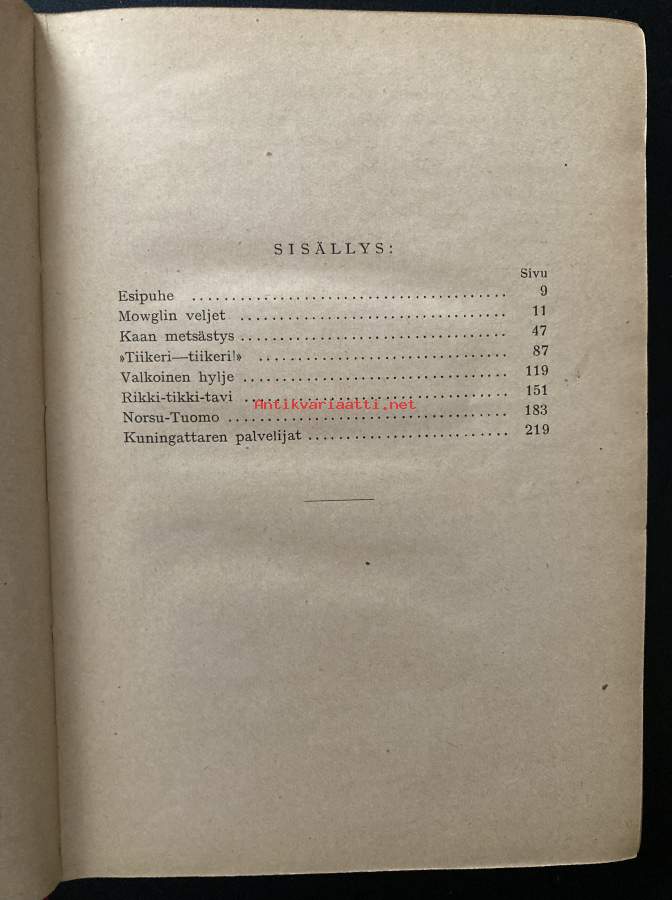 SISÄLLYS:
Sivu
Esipuhe ........................................ 9
Mowglin veljet .................................. 11
Kaan metsästys .................................. 47
»Tiikeri—tiikeri!» ............................... 87
Valkoinen hylje ................................. 119
Rikki-tikki-tavi ................................. 151
Antikvariaatti.net
Norsu-Tuomo ................................... 183
Kuningattaren palvelijat ......................... 219